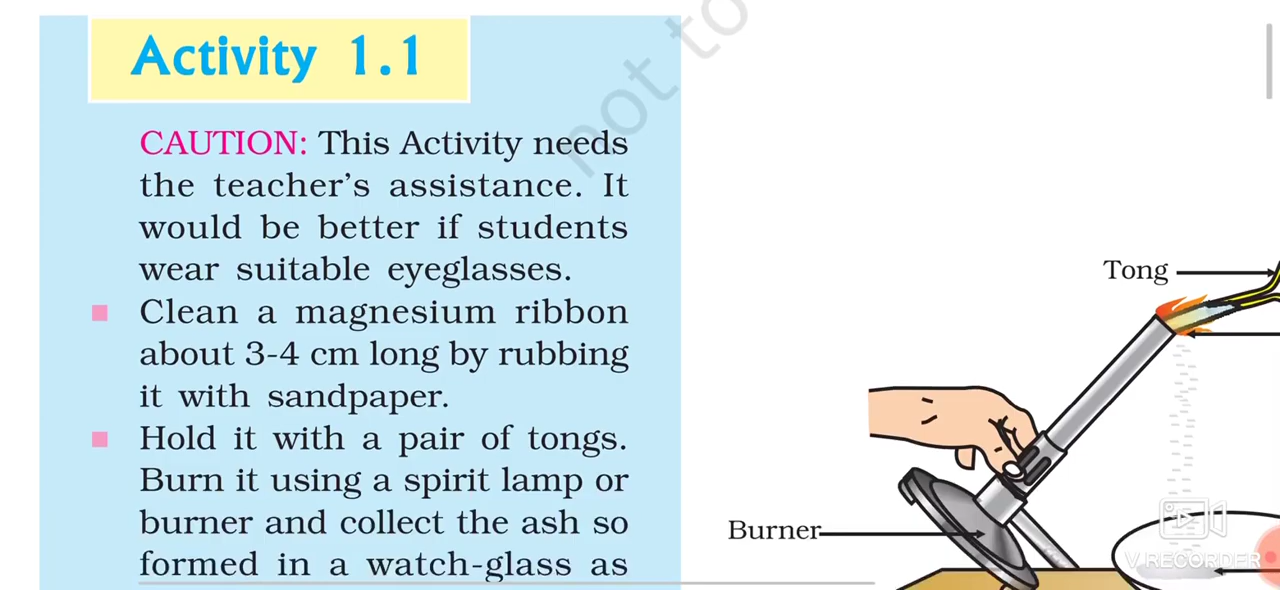 Activity 1.1
not to
CAUTION: This Activity needs
the teacher's assistance. It
would be better if students
wear suitable eyeglasses.
Clean a magnesium ribbon
about 3-4 cm long by rubbing
it with sandpaper.
Hold it with a pair of tongs.
Burn it using a spirit lamp or
burner and collect the ash so
formed in a watch-glass as
Tong
Burner
V RECORDER